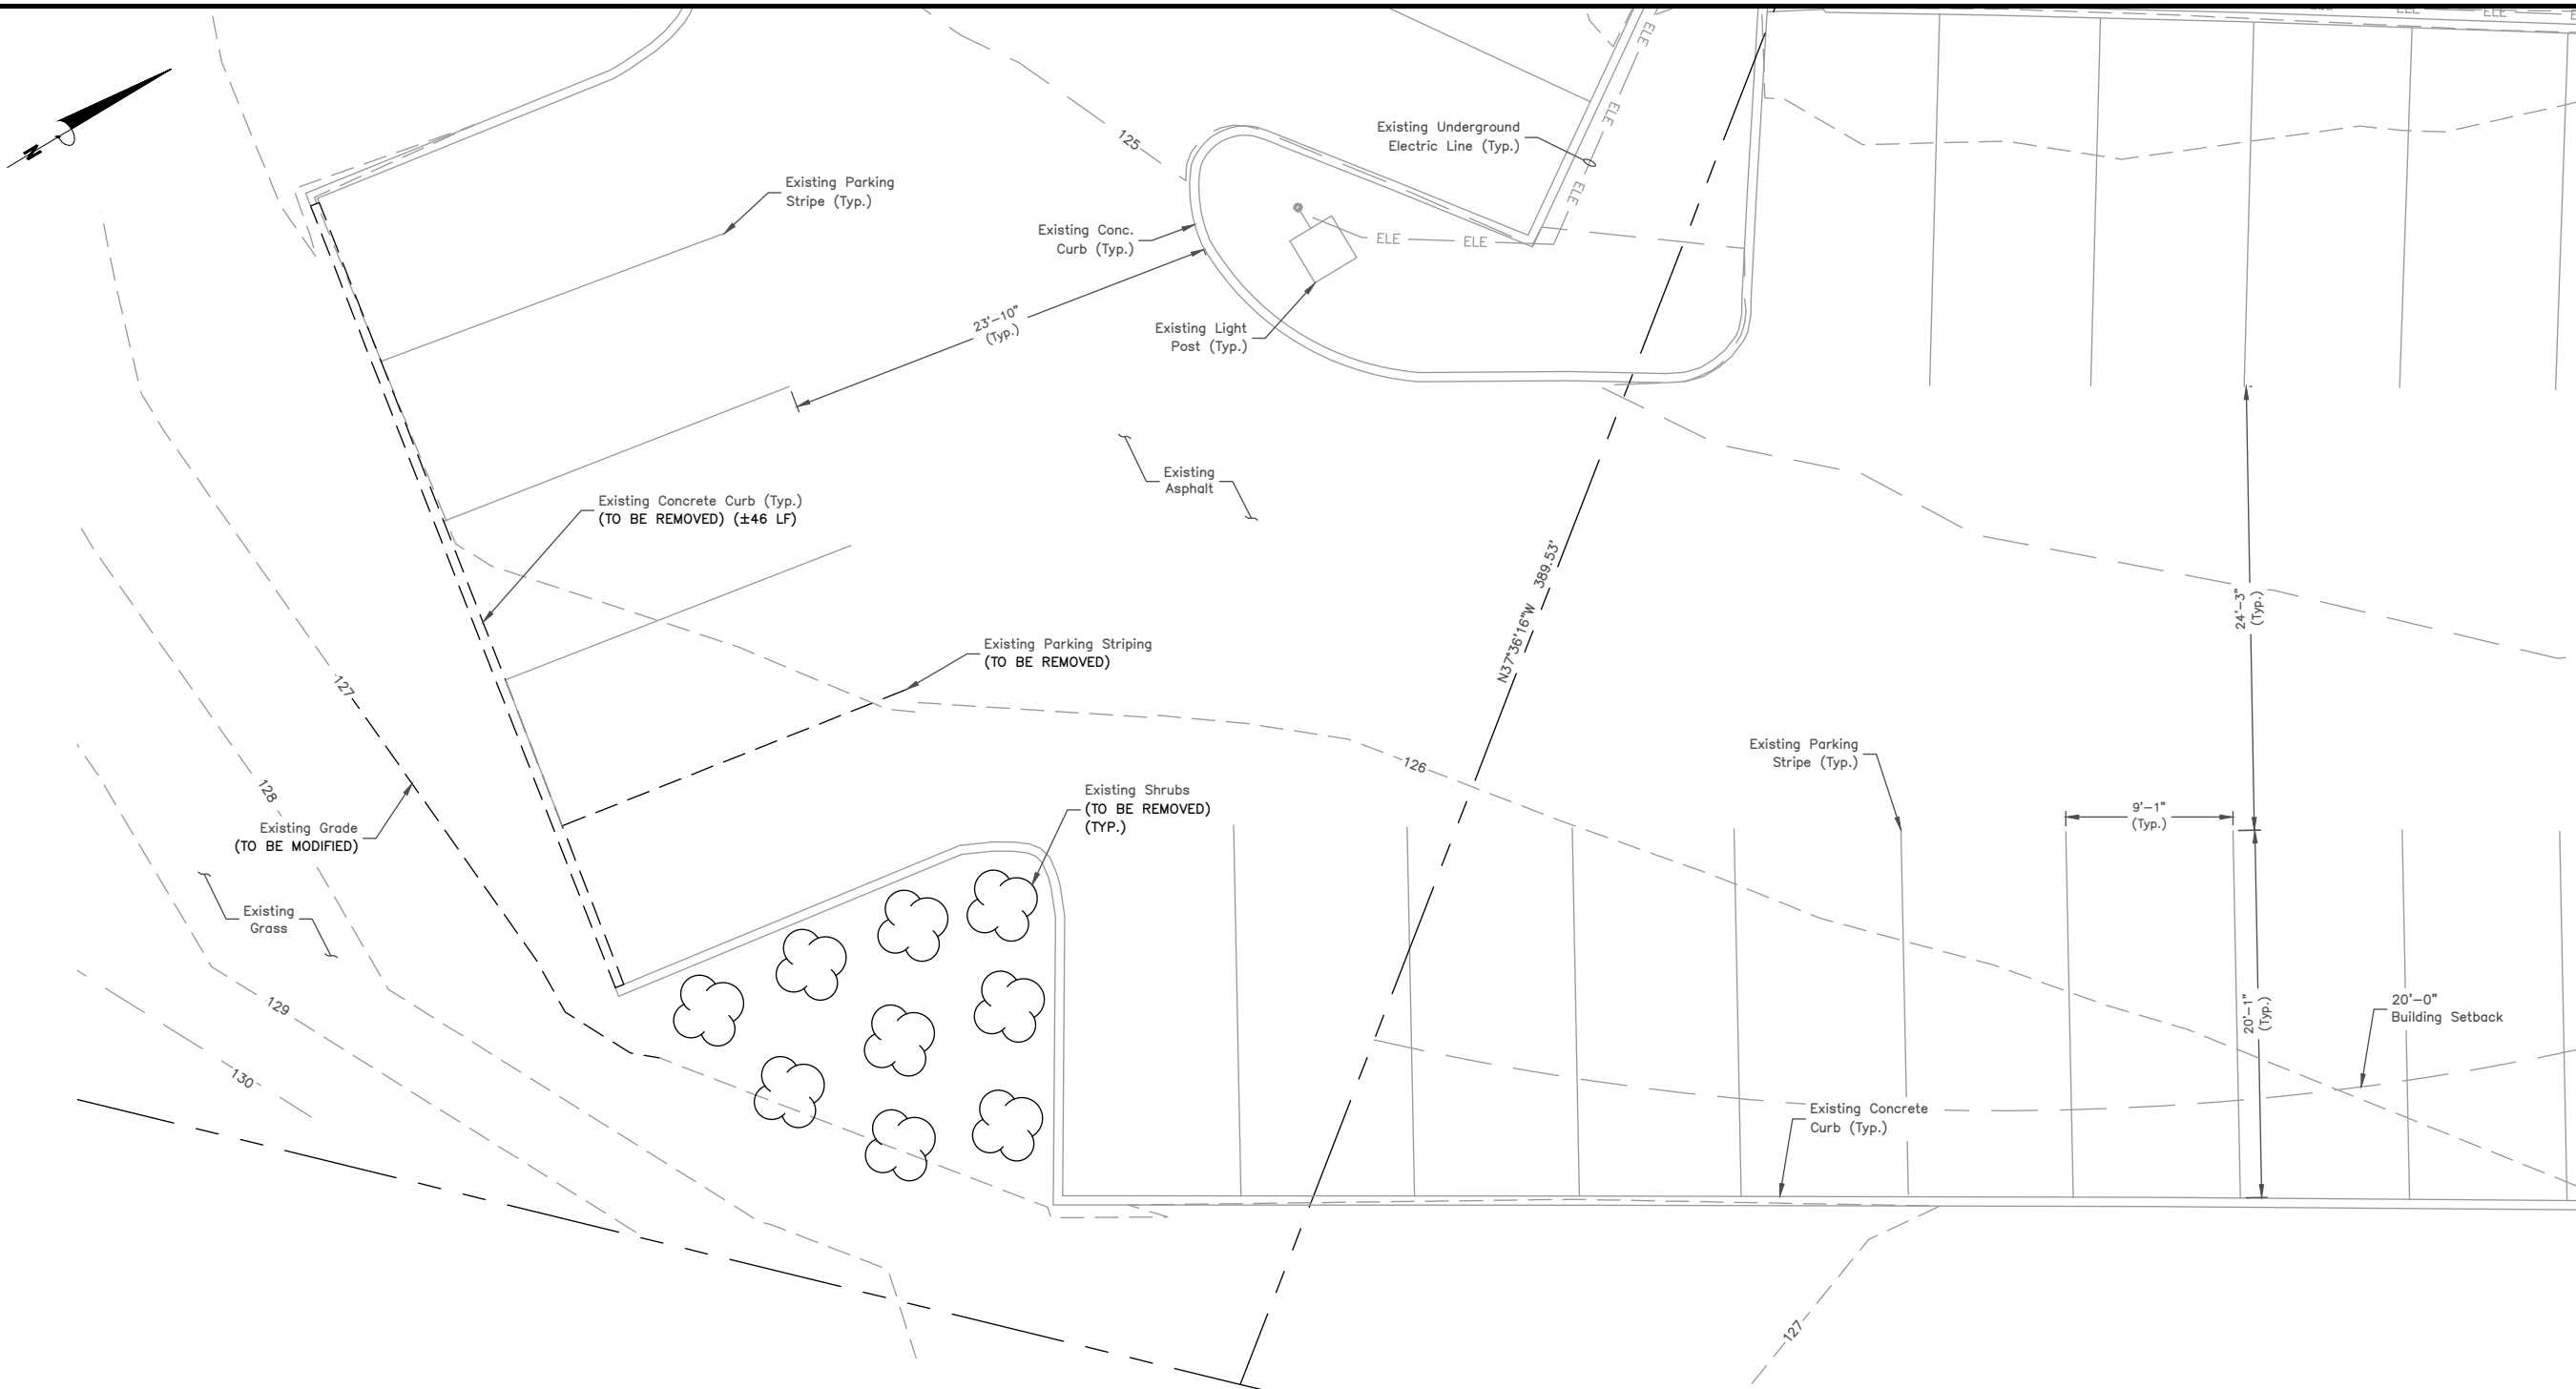 ELE
ELE
ELE
N
ELE
Existing Underground
Electric Line (Typ.)
ELE
125
ELE
Existing Parking
Stripe (Typ.)
Existing Conc.
Curb (Typ.)
ELE
ELE
23'-10"
(Typ.)
Existing Light
Post (Typ.)
Existing
Asphalt
Existing Concrete Curb (Typ.)
(TO BE REMOVED) (±46 LF)
N37°36'16"W 389.53'
24'-3"
(Typ.)
Existing Parking Striping
(TO BE REMOVED)
127
126
Existing Parking
Stripe (Typ.)
128
Existing Shrubs
(TO BE REMOVED)
(TYP.)
9'-1"
(Typ.)
Existing Grade
(TO BE MODIFIED)
Existing
Grass
129
20'-1"
(Typ.)
20'-0"
Building Setback
130
Existing Concrete
Curb (Typ.)
127